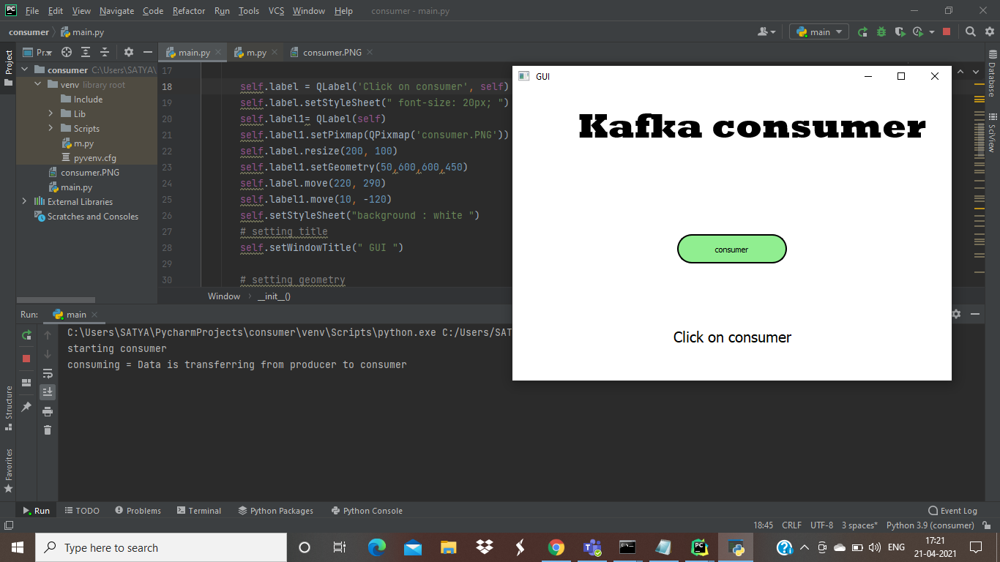 File Edit View Navigate Code Refactor Run Tools VCS Window Help consumer - main.py
consumer main.py
main
Project
Pr...
main.py
m.py
consumer.PNG
consumer C:\Users\SATYA\
venv library root
Include
Lib
Scripts
m.py
pyvenv.cfg
consumer.PNG
main.py
External Libraries
Scratches and Consoles
17
18 self.label = QLabel('Click on consumer', self)
19 self.label.setStyleSheet(" font-size: 20px; ")
20 self.label1= QLabel(self)
21 self.label1.setPixmap(QPixmap('consumer.PNG'))
22 self.label.resize(200, 100)
23 self.label1.setGeometry(50,600,600,450)
24 self.label.move(220, 290)
25 self.label1.move(10, -120)
26 self.setStyleSheet("background : white ")
27 # setting title
28 self.setWindowTitle(" GUI ")
29
30 # setting geometry
Window __init__()
GUI
Kafka consumer
consumer
Click on consumer
Database
SciView
Run: main
C:\Users\SATYA\PycharmProjects\consumer\venv\Scripts\python.exe C:/Users/SAT
starting consumer
consuming = Data is transferring from producer to consumer
Structure
Favorites
Run TODO Problems Terminal Python Packages Python Console Event Log
18:45 CRLF UTF-8 3 spaces* Python 3.9 (consumer)
Type here to search
ENG
17:21
21-04-2021